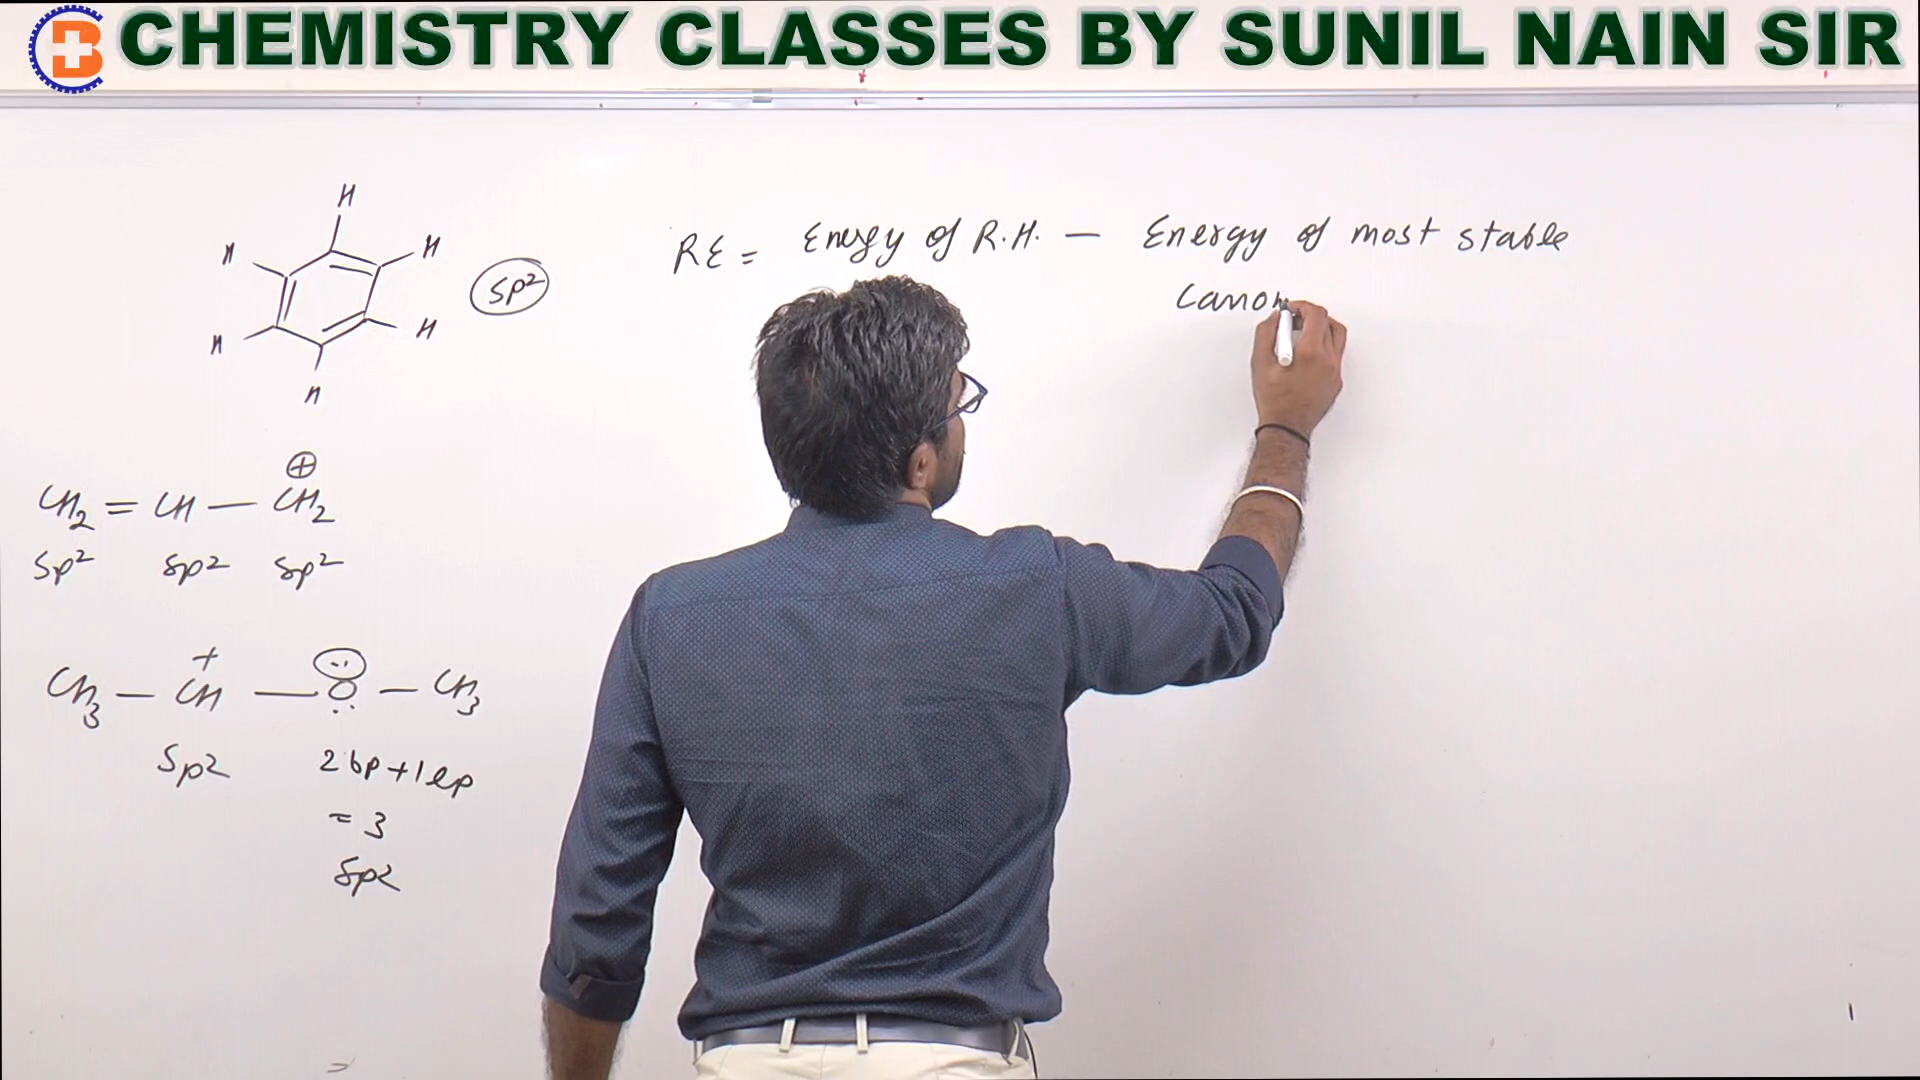 B CHEMISTRY CLASSES BY SUNIL NAIN SIR
H
H
H
H
H
H
sp²
RE = Energy of R.H. — Energy of most stable
Canon
⊕
CH₂ = CH — CH₂
sp² sp² sp²
+ -1
CH₃ — CH — O — CH₃
sp² 2bp+1lp
= 3
sp²